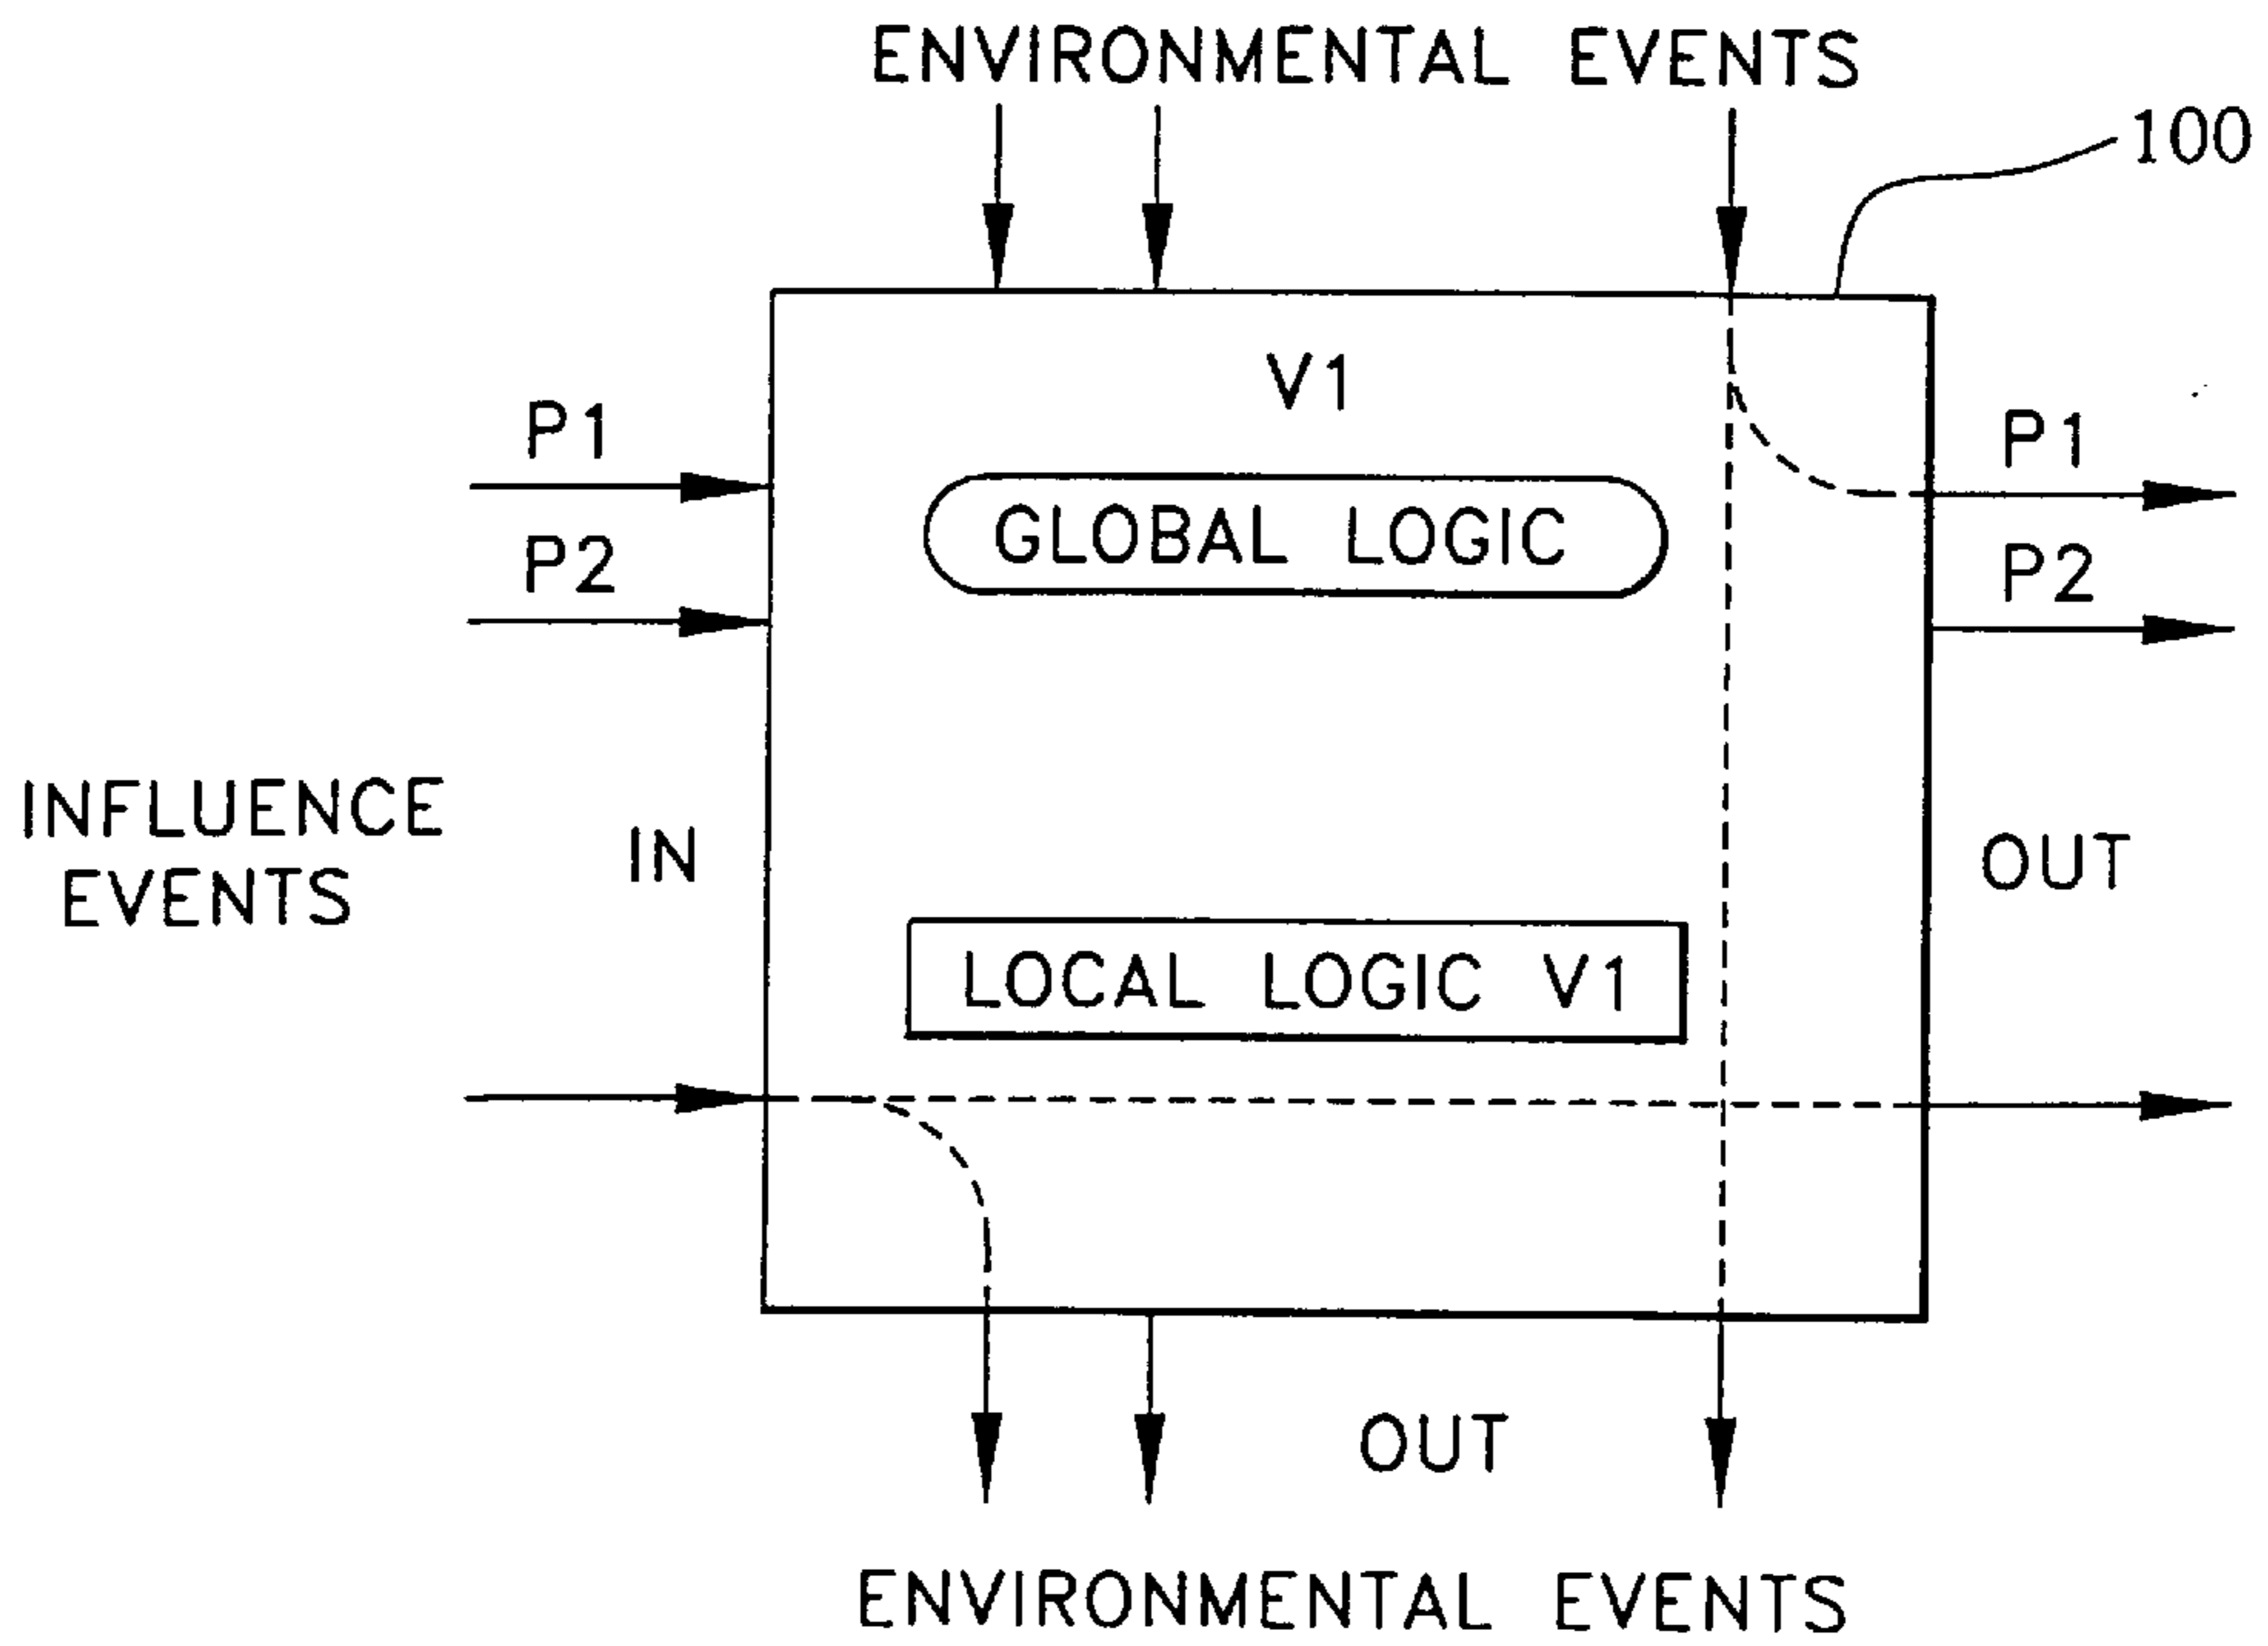 ENVIRONMENTAL EVENTS
100
V1
P1
P1
GLOBAL LOGIC
P2
P2
INFLUENCE
EVENTS
IN
OUT
LOCAL LOGIC V1
OUT
ENVIRONMENTAL EVENTS